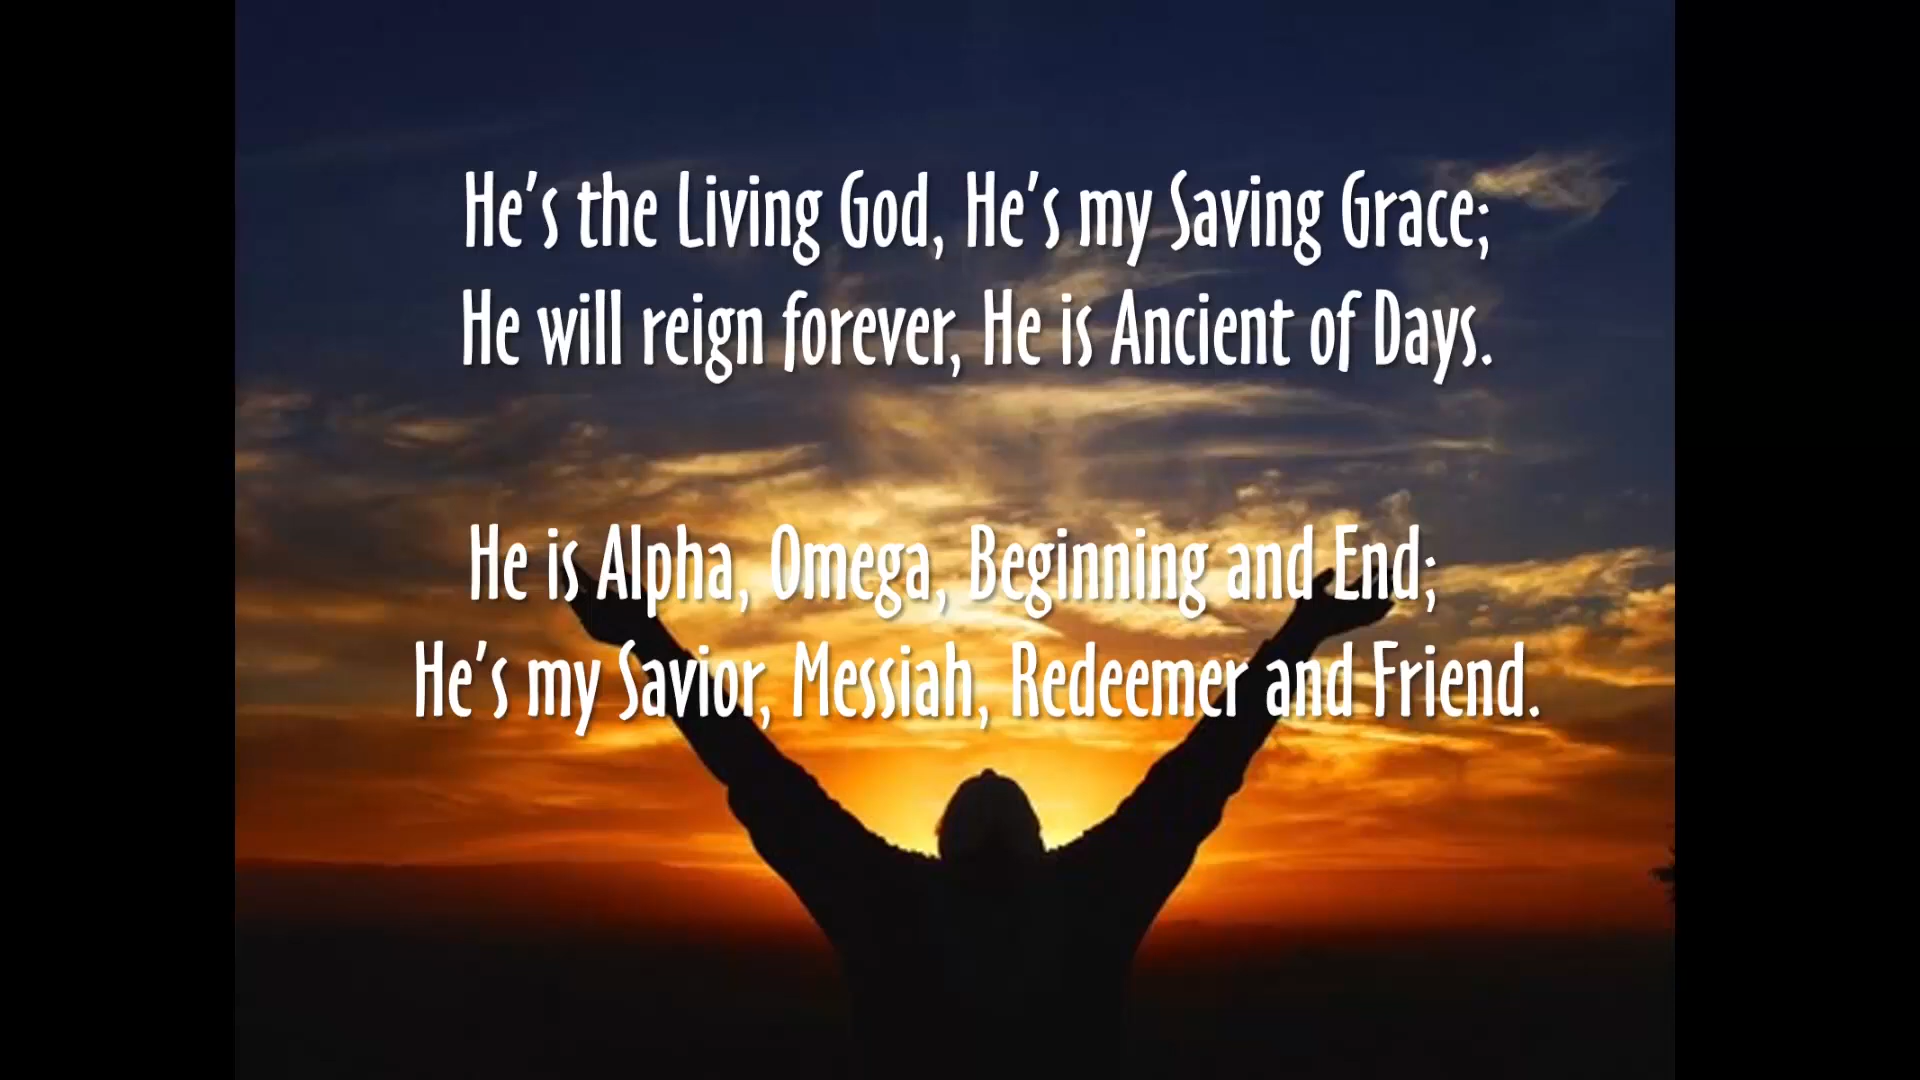 He's the Living God, He's my Saving Grace;
He will reign forever, He is Ancient of Days.
He is Alpha, Omega, Beginning and End;
He's my Savior, Messiah, Redeemer and Friend.